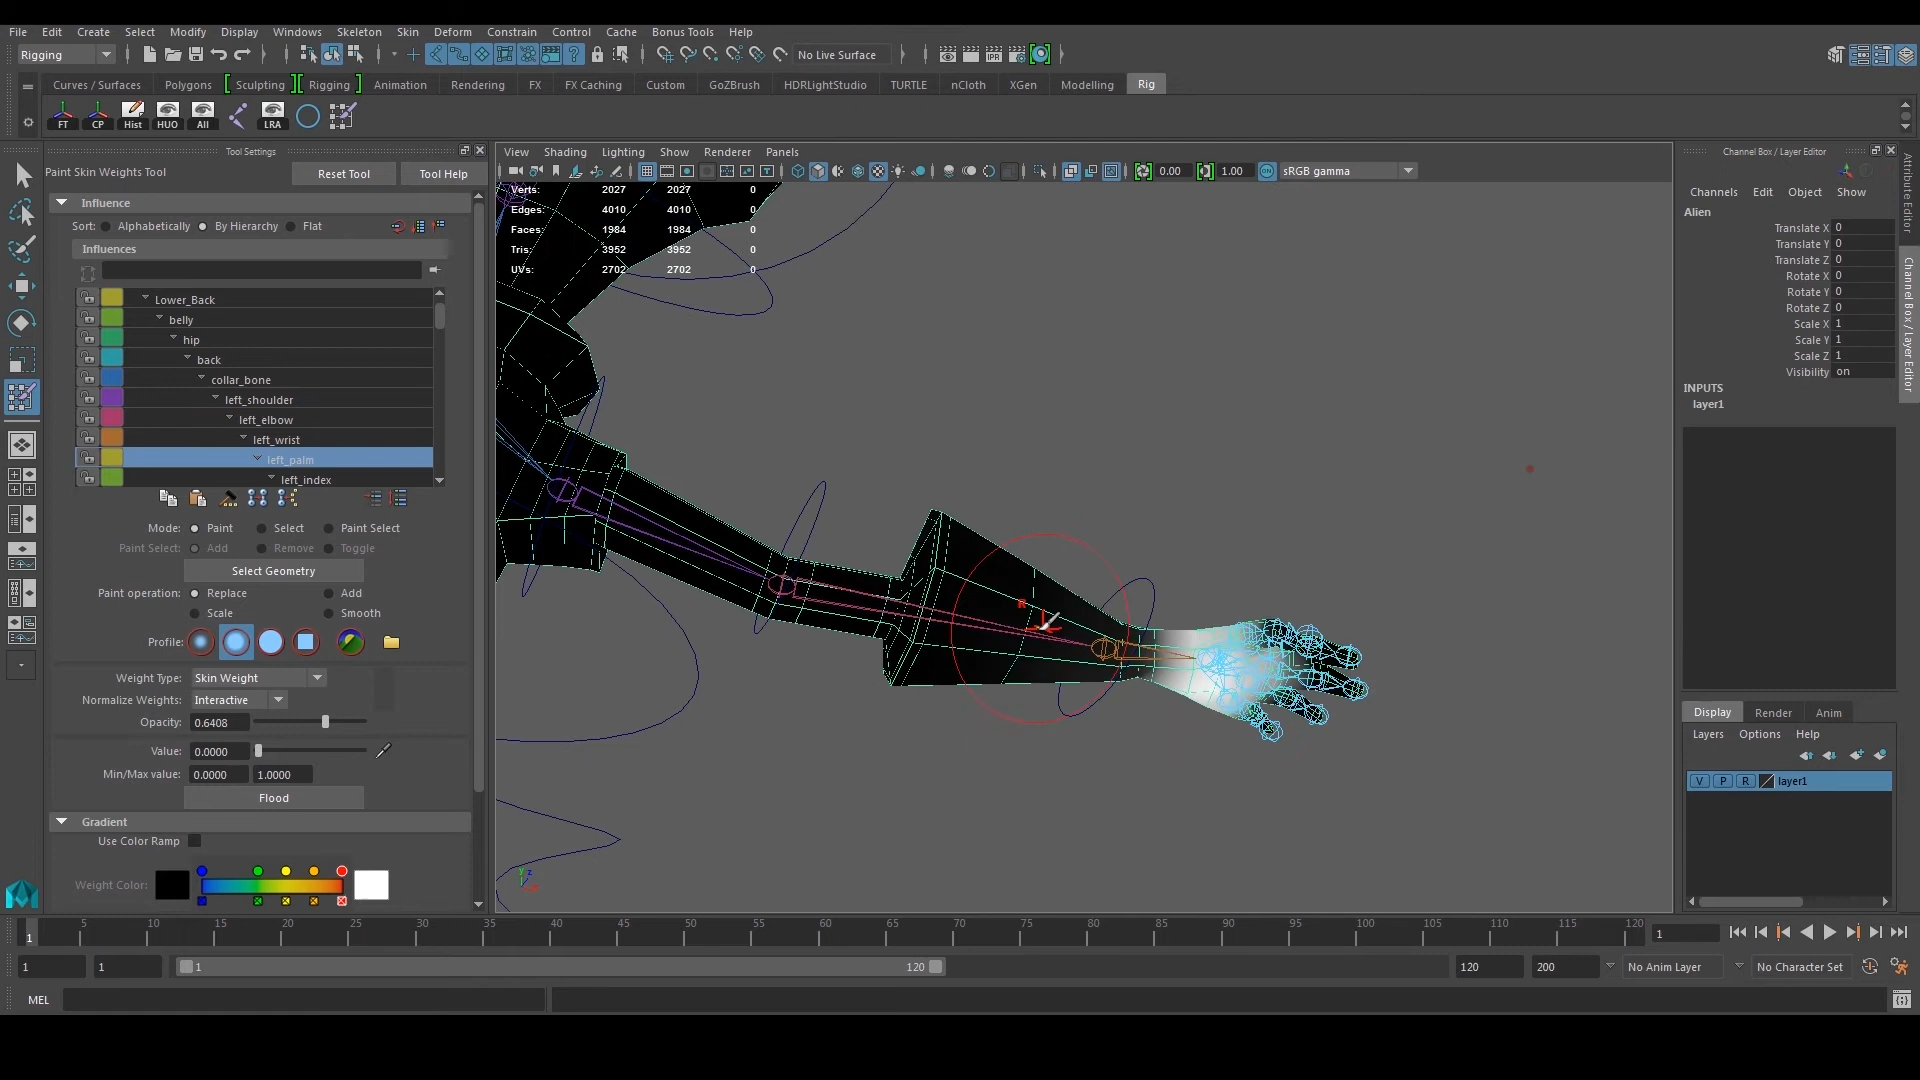 File Edit Create Select Modify Display Windows Skeleton Skin Deform Constrain Control Cache Bonus Tools Help
Rigging No Live Surface
Curves / Surfaces Polygons Sculpting Rigging Animation Rendering FX FX Caching Custom GoZBrush HDRLightStudio TURTLE nCloth XGen Modelling Rig
FT CP Hist HUO All LRA
Tool Settings
Paint Skin Weights Tool Reset Tool Tool Help
Influence
Sort: Alphabetically By Hierarchy Flat
Influences
Lower_Back
belly
hip
back
collar_bone
left_shoulder
left_elbow
left_wrist
left_palm
left_index
Mode: Paint Select Paint Select
Paint Select: Add Remove Toggle
Select Geometry
Paint operation: Replace Add
Scale Smooth
Profile:
Weight Type: Skin Weight
Normalize Weights: Interactive
Opacity: 0.6408
Value: 0.0000
Min/Max value: 0.0000 1.0000
Flood
Gradient
Use Color Ramp
Weight Color:
View Shading Lighting Show Renderer Panels
IPR
0.00 1.00 ON sRGB gamma
Verts: 2027 2027 0
Edges: 4010 4010 0
Faces: 1984 1984 0
Tris: 3952 3952 0
UVs: 2702 2702 0
R
Channel Box / Layer Editor
Channels Edit Object Show
Alien
Translate X 0
Translate Y 0
Translate Z 0
Rotate X 0
Rotate Y 0
Rotate Z 0
Scale X 1
Scale Y 1
Scale Z 1
Visibility on
INPUTS
layer1
Attribute Editor
Channel Box / Layer Editor
Display Render Anim
Layers Options Help
V P R layer1
1 5 10 15 20 25 30 35 40 45 50 55 60 65 70 75 80 85 90 95 100 105 110 115 120 1
1 1 1 120 120 200 No Anim Layer No Character Set
MEL